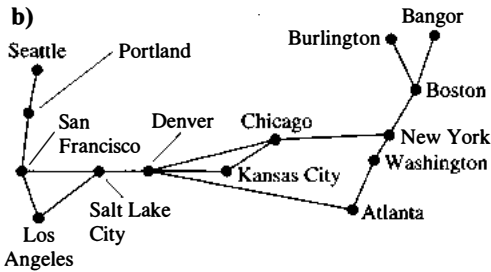 b)
Bangor
Burlington
Seattle
Portland
Boston
San
Francisco
Denver
Chicago
New York
Washington
Kansas City
Salt Lake
City
Atlanta
Los
Angeles